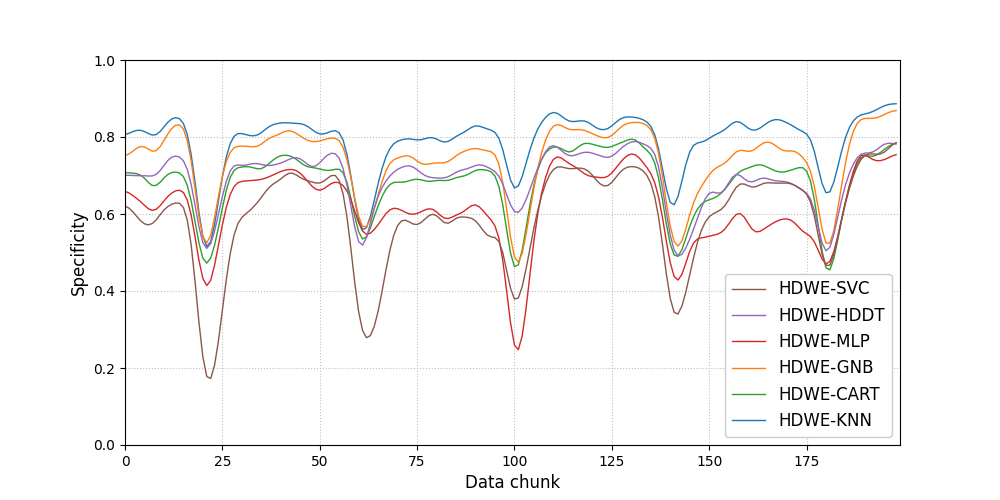 1.0
0.8
0.6
0.4
0.2
0.0
Specificity
0 25 50 75 100 125 150 175
Data chunk
HDWE-SVC
HDWE-HDDT
HDWE-MLP
HDWE-GNB
HDWE-CART
HDWE-KNN